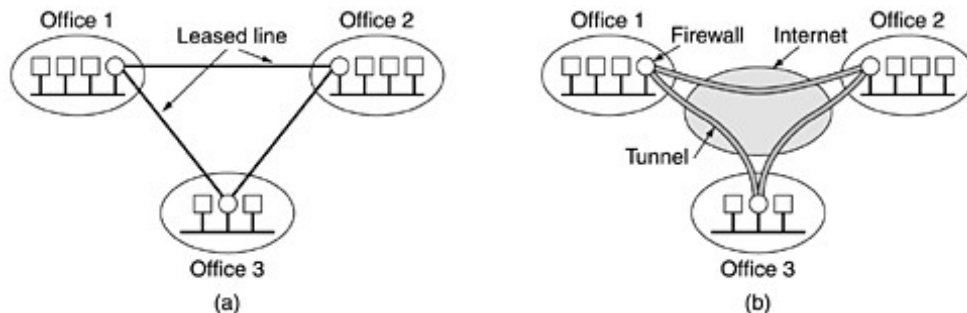 Office 1
Leased line
Office 2
Office 3
(a)
Office 1
Firewall
Internet
Office 2
Tunnel
Office 3
(b)